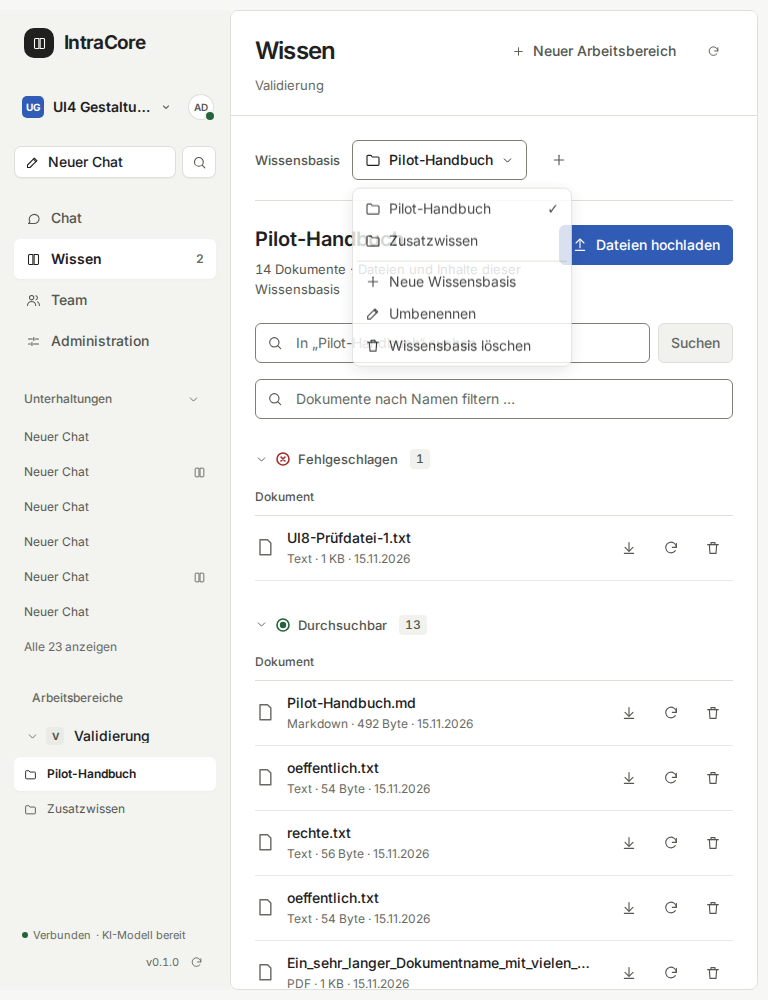 IntraCore
UG UI4 Gestaltu... AD
Neuer Chat
Chat
Wissen 2
Team
Administration
Unterhaltungen
Neuer Chat
Neuer Chat
Neuer Chat
Neuer Chat
Neuer Chat
Neuer Chat
Alle 23 anzeigen
Arbeitsbereiche
V Validierung
Pilot-Handbuch
Zusatzwissen
Verbunden · KI-Modell bereit
v0.1.0
Wissen
Neuer Arbeitsbereich
Validierung
Wissensbasis Pilot-Handbuch
Pilot-Handbuch ✓
Zusatzwissen
Neue Wissensbasis
Umbenennen
Wissensbasis löschen
Pilot-Handbuch
Dateien hochladen
14 Dokumente · Dateien und Inhalte dieser
Wissensbasis
In „Pilot-
Suchen
Dokumente nach Namen filtern ...
Fehlgeschlagen 1
Dokument
UI8-Prüfdatei-1.txt
Text · 1 KB · 15.11.2026
Durchsuchbar 13
Dokument
Pilot-Handbuch.md
Markdown · 492 Byte · 15.11.2026
oeffentlich.txt
Text · 54 Byte · 15.11.2026
rechte.txt
Text · 56 Byte · 15.11.2026
oeffentlich.txt
Text · 54 Byte · 15.11.2026
Ein_sehr_langer_Dokumentname_mit_vielen_...
PDF · 1 KB · 15.11.2026